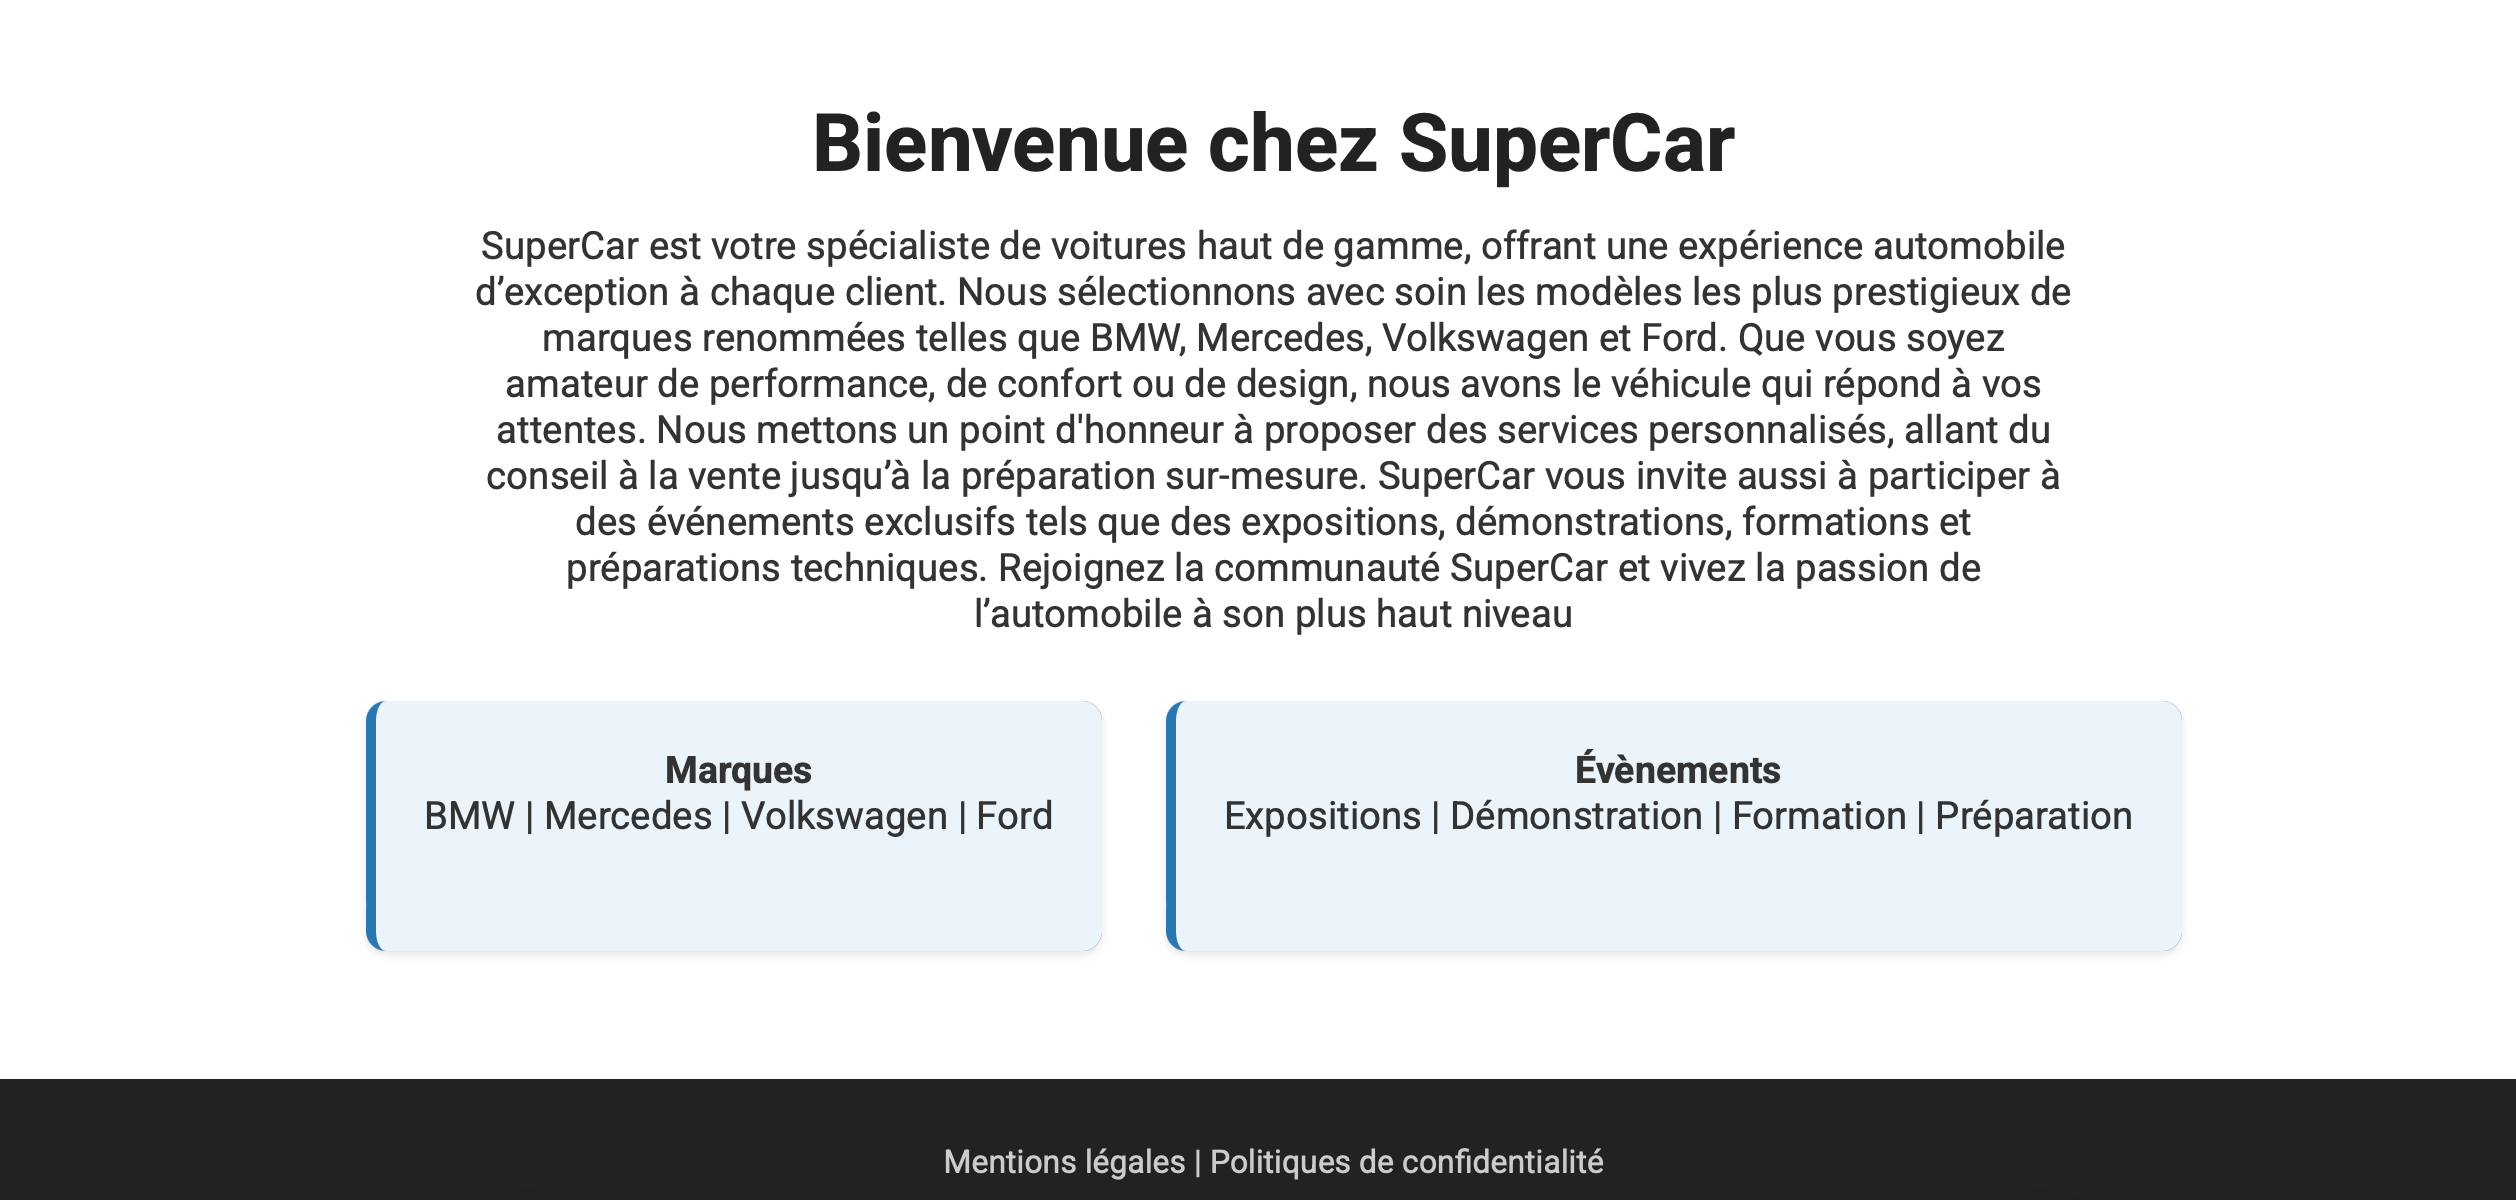 Bienvenue chez SuperCar
SuperCar est votre spécialiste de voitures haut de gamme, offrant une expérience automobile
d’exception à chaque client. Nous sélectionnons avec soin les modèles les plus prestigieux de
marques renommées telles que BMW, Mercedes, Volkswagen et Ford. Que vous soyez
amateur de performance, de confort ou de design, nous avons le véhicule qui répond à vos
attentes. Nous mettons un point d'honneur à proposer des services personnalisés, allant du
conseil à la vente jusqu’à la préparation sur-mesure. SuperCar vous invite aussi à participer à
des événements exclusifs tels que des expositions, démonstrations, formations et
préparations techniques. Rejoignez la communauté SuperCar et vivez la passion de
l’automobile à son plus haut niveau
Marques
BMW | Mercedes | Volkswagen | Ford
Évènements
Expositions | Démonstration | Formation | Préparation
Mentions légales | Politiques de confidentialité